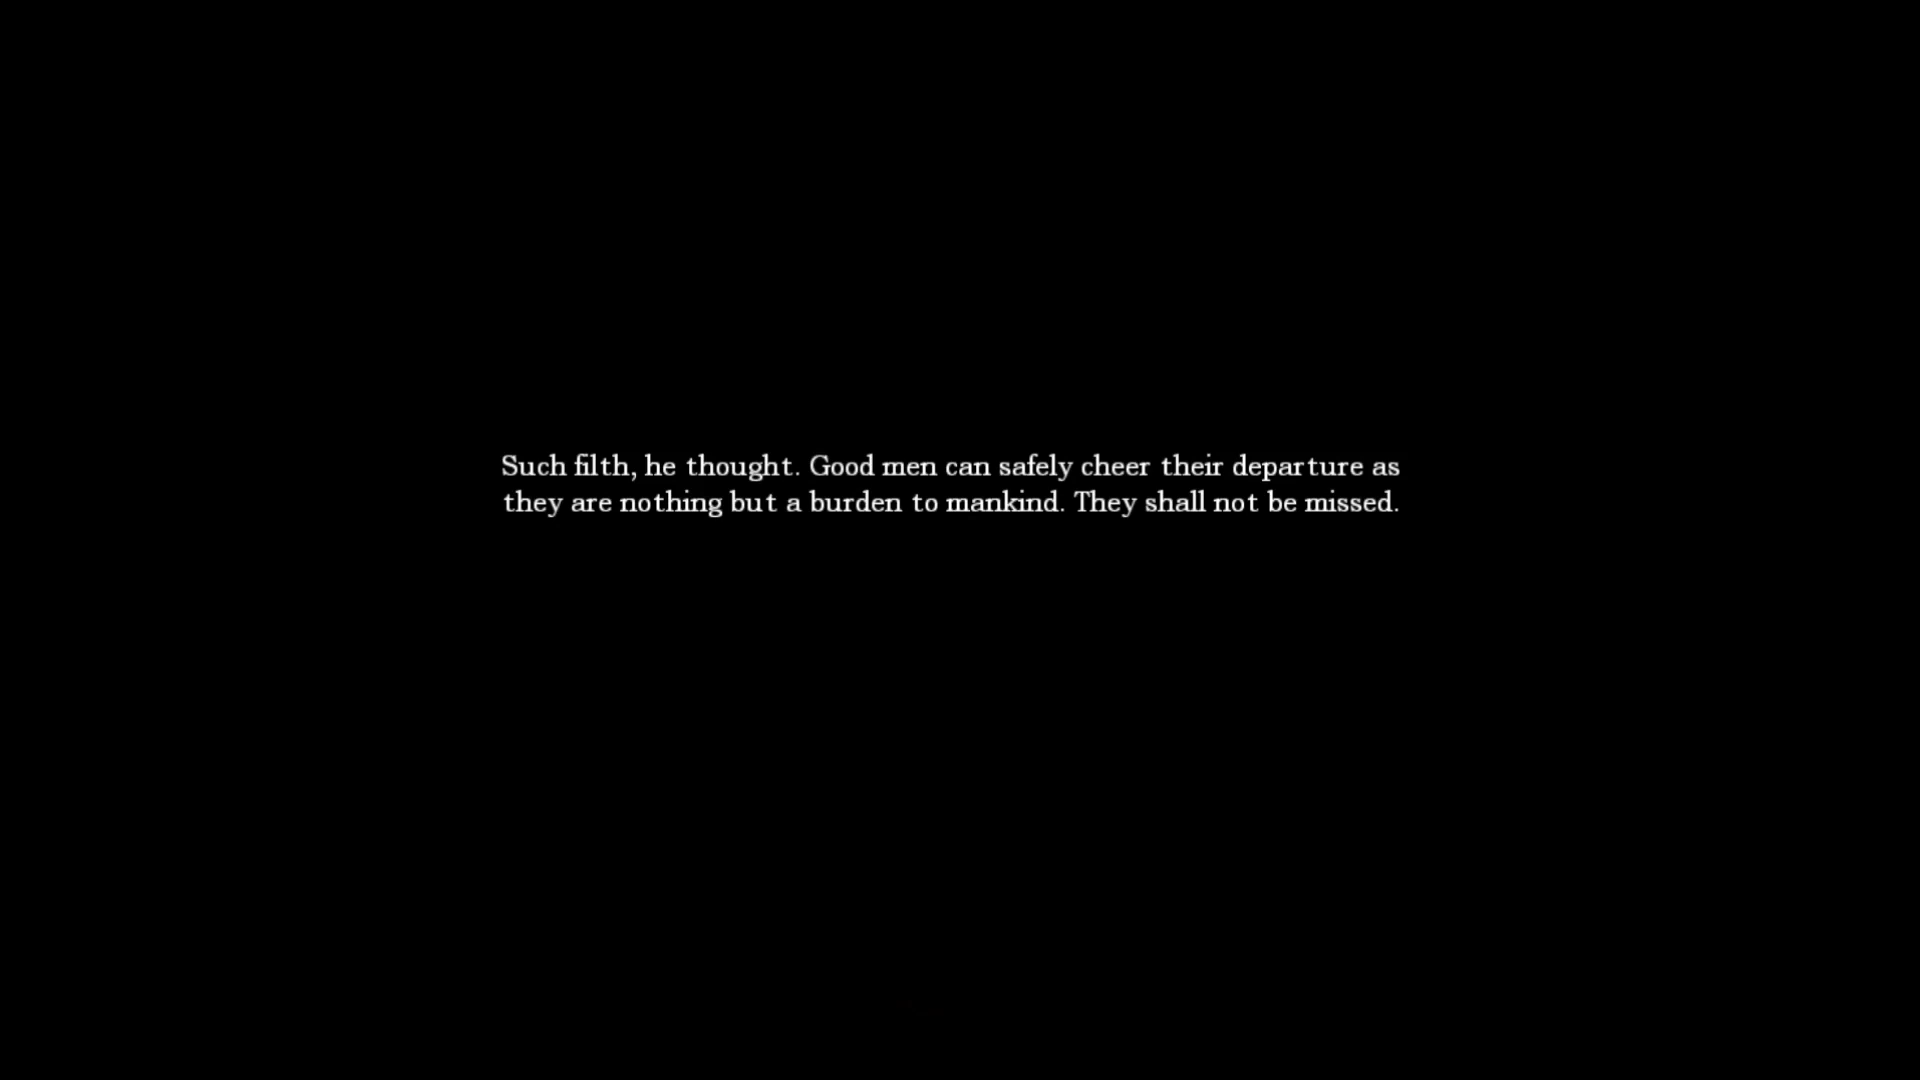 Such filth, he thought. Good men can safely cheer their departure as
they are nothing but a burden to mankind. They shall not be missed.